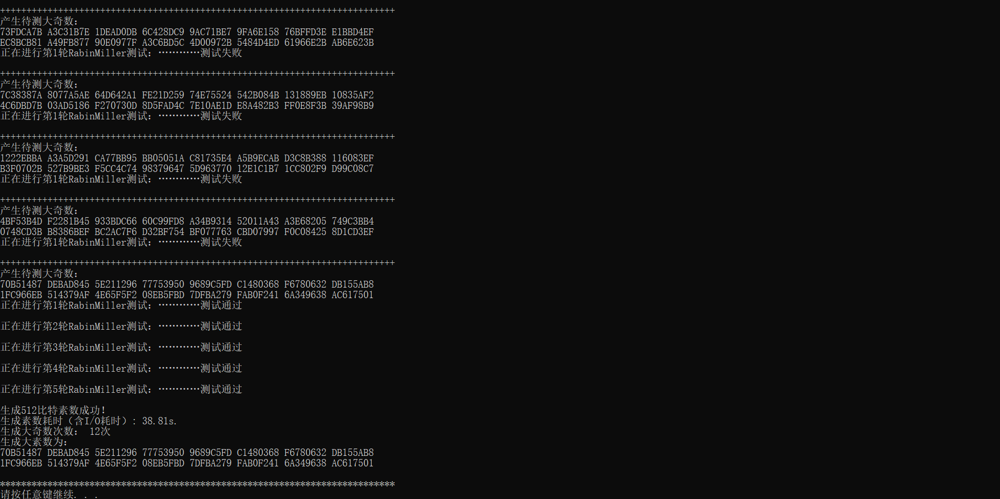 +++++++++++++++++++++++++++++++++++++++++++++++++++++++++++++++++++++++++++
产生待测大奇数：
73FDCA7B A3C31B7E 1DEAD0DB 6C428DC9 9AC71BE7 9FA6E158 76BFFD3E E1BBD4EF
EC8BCB81 A49FB877 90E0977F A3C6BD5C 4D00972B 5484D4ED 61966E2B AB6E623B
正在进行第1轮RabinMiller测试：…………测试失败
+++++++++++++++++++++++++++++++++++++++++++++++++++++++++++++++++++++++++++
产生待测大奇数：
7C38387A 8077A5AE 64D642A1 FE21D259 74E75524 542B084B 131889EB 10835AF2
4C6DBD7B 03AD5186 F270730D 8D5FAD4C 7E10AE1D E8A482B3 FF0E8F3B 39AF98B9
正在进行第1轮RabinMiller测试：…………测试失败
+++++++++++++++++++++++++++++++++++++++++++++++++++++++++++++++++++++++++++
产生待测大奇数：
1222EBBA A3A5D291 CA77BB95 BB05051A C81735E4 A5B9ECAB D3C8B388 116083EF
B3F0702B 527B9BE3 F5CC4C74 98379647 5D963770 12E1C1B7 1CC802F9 D99C08C7
正在进行第1轮RabinMiller测试：…………测试失败
+++++++++++++++++++++++++++++++++++++++++++++++++++++++++++++++++++++++++++
产生待测大奇数：
4BF53B4D F2281B45 933BDC66 60C99FD8 A34B9314 52011A43 A3E68205 749C3BB4
0748CD3B B8386BEF BC2AC7F6 D32BF754 BF077763 CBD07997 F0C08425 8D1CD3EF
正在进行第1轮RabinMiller测试：…………测试失败
+++++++++++++++++++++++++++++++++++++++++++++++++++++++++++++++++++++++++++
产生待测大奇数：
70B51487 DEBAD845 5E211296 77753950 9689C5FD C1480368 F6780632 DB155AB8
1FC966EB 514379AF 4E65F5F2 08EB5FBD 7DFBA279 FAB0F241 6A349638 AC617501
正在进行第1轮RabinMiller测试：…………测试通过
正在进行第2轮RabinMiller测试：…………测试通过
正在进行第3轮RabinMiller测试：…………测试通过
正在进行第4轮RabinMiller测试：…………测试通过
正在进行第5轮RabinMiller测试：…………测试通过
生成512比特素数成功！
生成素数耗时（含I/O耗时）: 38.81s.
生成大奇数次数： 12次
生成大素数为：
70B51487 DEBAD845 5E211296 77753950 9689C5FD C1480368 F6780632 DB155AB8
1FC966EB 514379AF 4E65F5F2 08EB5FBD 7DFBA279 FAB0F241 6A349638 AC617501
***************************************************************************
请按任意键继续. . .